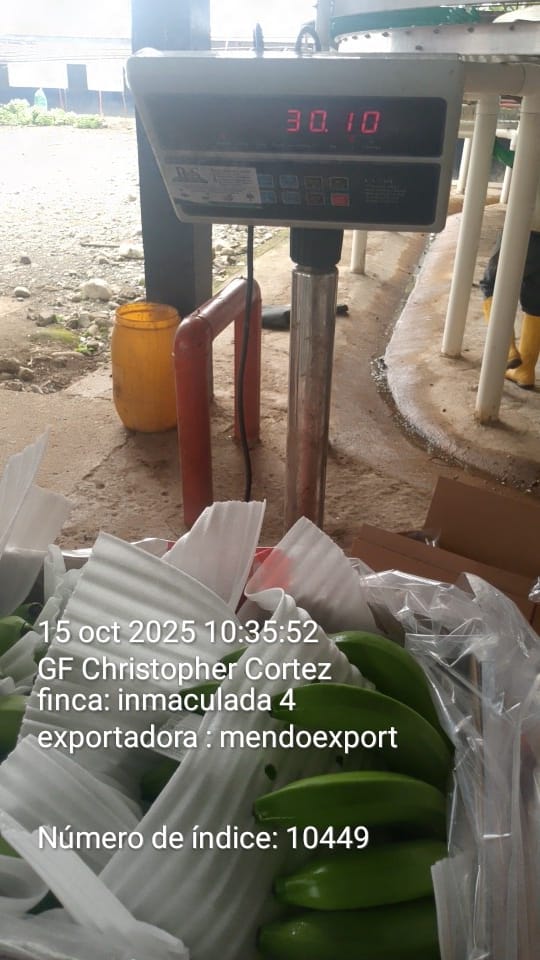 30.10
15 oct 2025 10:35:52
GF Christopher Cortez
finca: inmaculada 4
exportadora : mendoexport
Número de índice: 10449